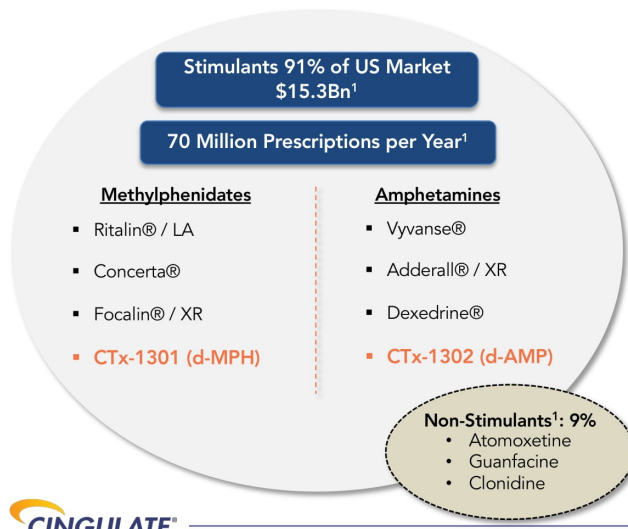 Stimulants 91% of US Market
$15.3Bn¹
70 Million Prescriptions per Year¹
Methylphenidates
▪ Ritalin® / LA
▪ Concerta®
▪ Focalin® / XR
▪ CTx-1301 (d-MPH)
Amphetamines
▪ Vyvanse®
▪ Adderall® / XR
▪ Dexedrine®
▪ CTx-1302 (d-AMP)
Non-Stimulants¹: 9%
• Atomoxetine
• Guanfacine
• Clonidine
CINGULATE®